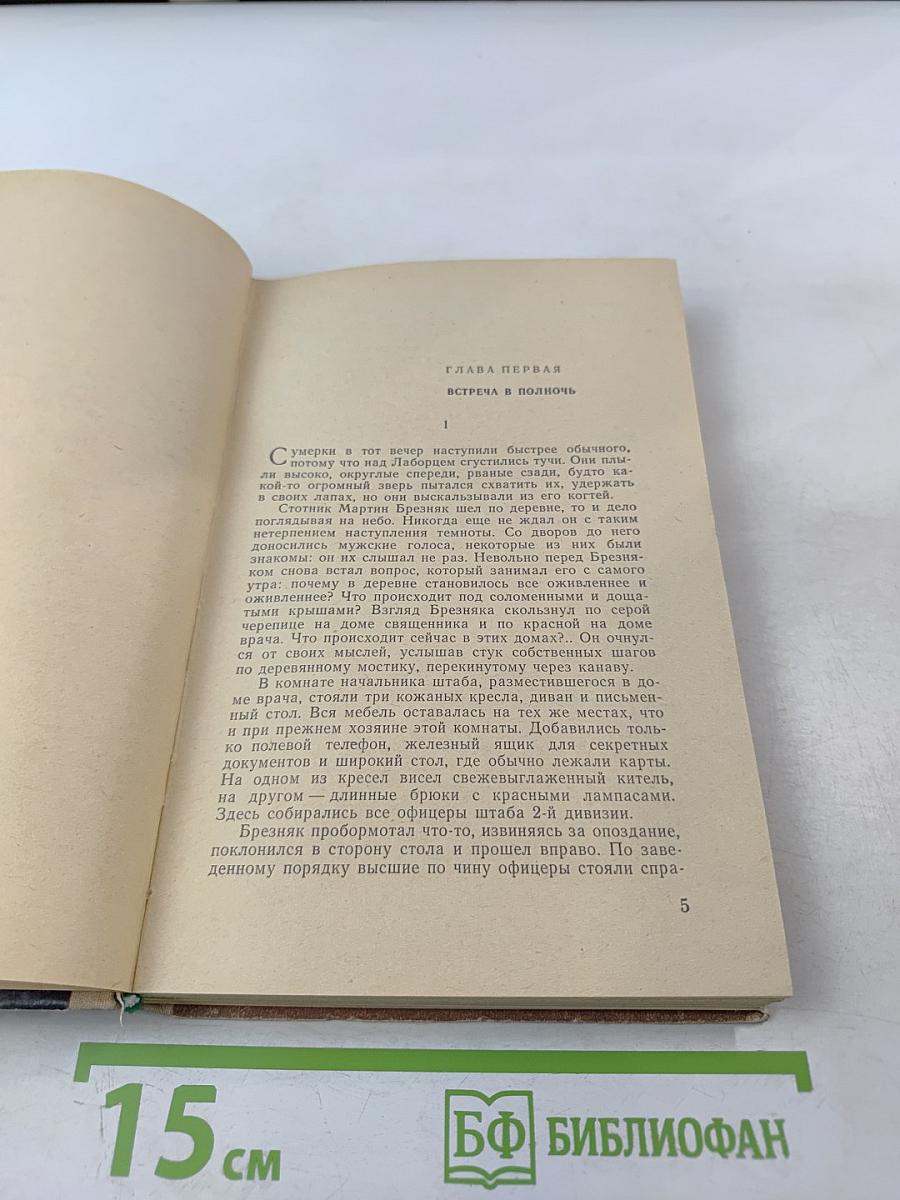 ГЛАВА ПЕРВАЯ
ВСТРЕЧА В ПОЛНОЧЬ
1
Сумерки в тот вечер наступили быстрее обычного,
потому что над Лаборцем сгустились тучи. Они плы-
ли высоко, округлые спереди, рваные сзади, будто ка-
кой-то огромный зверь пытался схватить их, удержать
в своих лапах, но они выскальзывали из его когтей.
Стотник Мартин Брезняк шел по деревне, то и дело
поглядывая на небо. Никогда еще не ждал он с таким
нетерпением наступления темноты. Со дворов до него
доносились мужские голоса, некоторые из них были
знакомы: он их слышал не раз. Невольно перед Брезня-
ком снова встал вопрос, который занимал его с самого
утра: почему в деревне становилось все оживленнее и
оживленнее? Что происходит под соломенными и доща-
тыми крышами? Взгляд Брезняка скользнул по серой
черепице на доме священника и по красной на доме
врача. Что происходит сейчас в этих домах?.. Он очнул-
ся от своих мыслей, услышав стук собственных шагов
по деревянному мостику, перекинутому через канаву.
В комнате начальника штаба, разместившегося в до-
ме врача, стояли три кожаных кресла, диван и письмен-
ный стол. Вся мебель оставалась на тех же местах, что
и при прежнем хозяине этой комнаты. Добавились толь-
ко полевой телефон, железный ящик для секретных
документов и широкий стол, где обычно лежали карты.
На одном из кресел висел свежевыглаженный китель,
на другом — длинные брюки с красными лампасами.
Здесь собирались все офицеры штаба 2-й дивизии.
Брезняк пробормотал что-то, извиняясь за опоздание,
поклонился в сторону стола и прошел вправо. По заве-
денному порядку высшие по чину офицеры стояли спра-
5
15 см
БФ БИБЛИОФАН